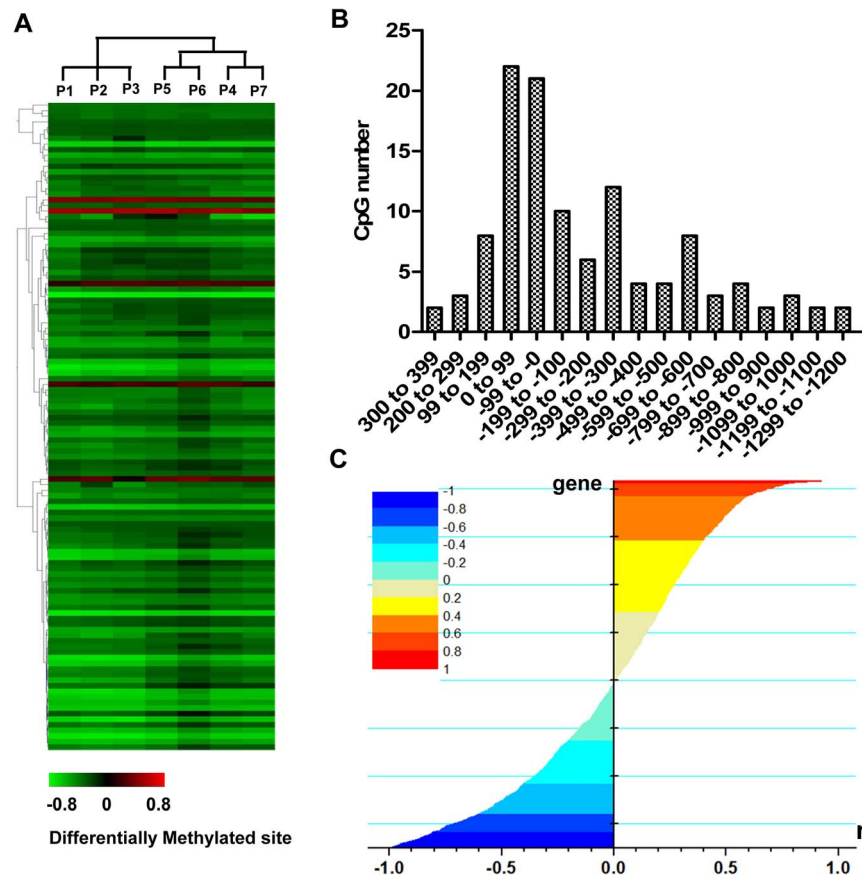 A
P1 P2 P3 P5 P6 P4 P7
-0.8 0 0.8
Differentially Methylated site
B
CpG number
25
20
15
10
5
0
300 to 399
200 to 299
99 to 199
0 to 99
-99 to -0
-199 to -100
-299 to -200
-399 to -300
-499 to -400
-599 to -500
-699 to -600
-799 to -700
-899 to -800
-999 to 900
-1099 to 1000
-1199 to -1100
-1299 to -1200
C
gene
-1
-0.8
-0.6
-0.4
-0.2
0
0.2
0.4
0.6
0.8
1
r
-1.0 -0.5 0.0 0.5 1.0